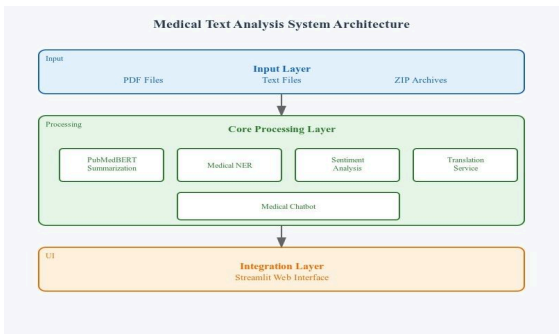 Medical Text Analysis System Architecture
Input
Input Layer
PDF Files Text Files ZIP Archives
Processing
Core Processing Layer
PubMedBERT
Summarization
Medical NER
Sentiment
Analysis
Translation
Service
Medical Chatbot
UI
Integration Layer
Streamlit Web Interface